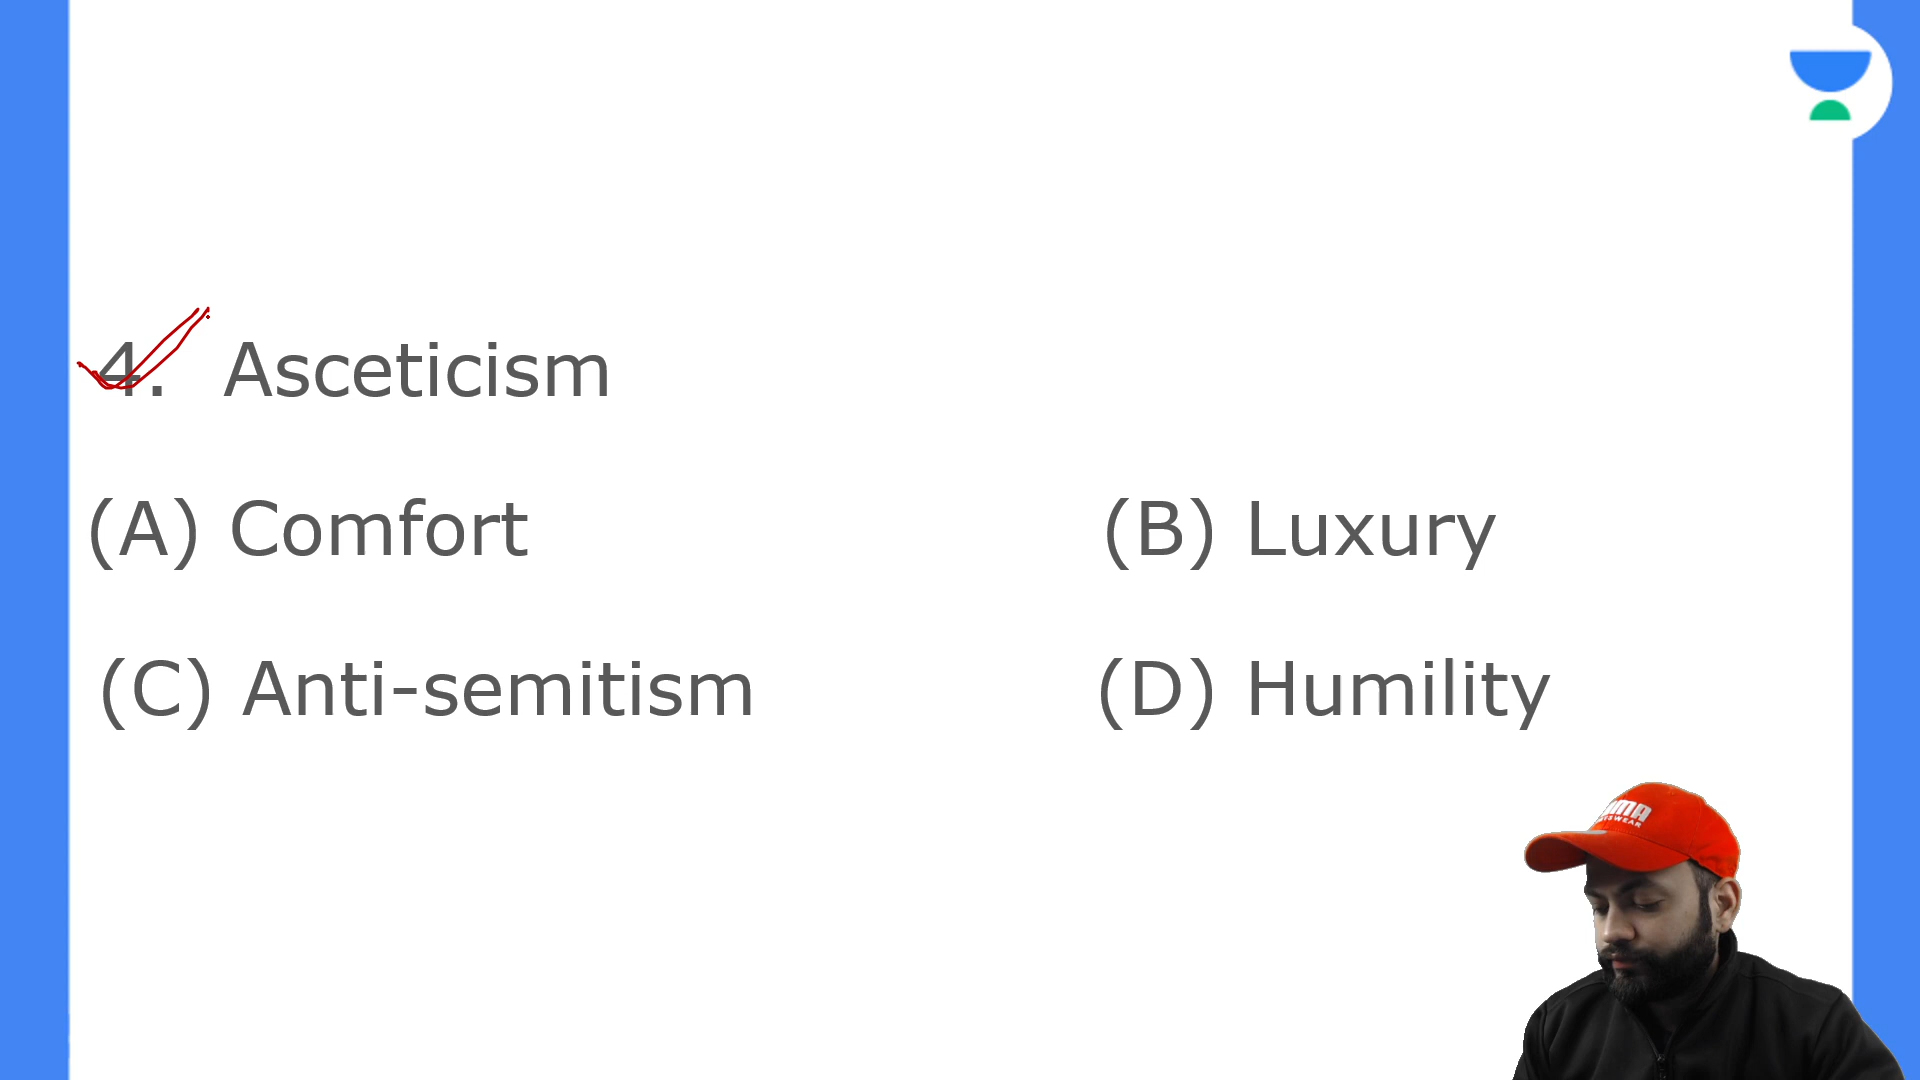 4. Asceticism
(A) Comfort (B) Luxury
(C) Anti-semitism (D) Humility